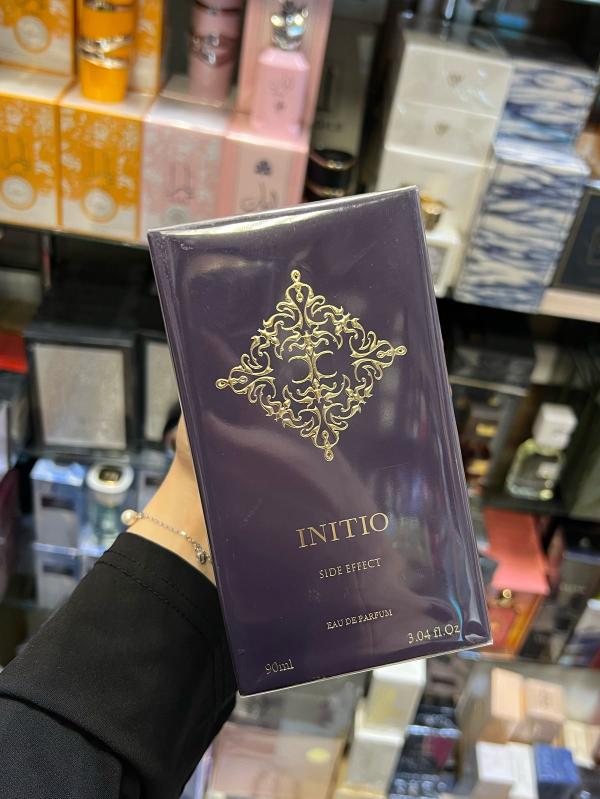 INITIO
SIDE EFFECT
EAU DE PARFUM
90ml
3.04 fl.Oz